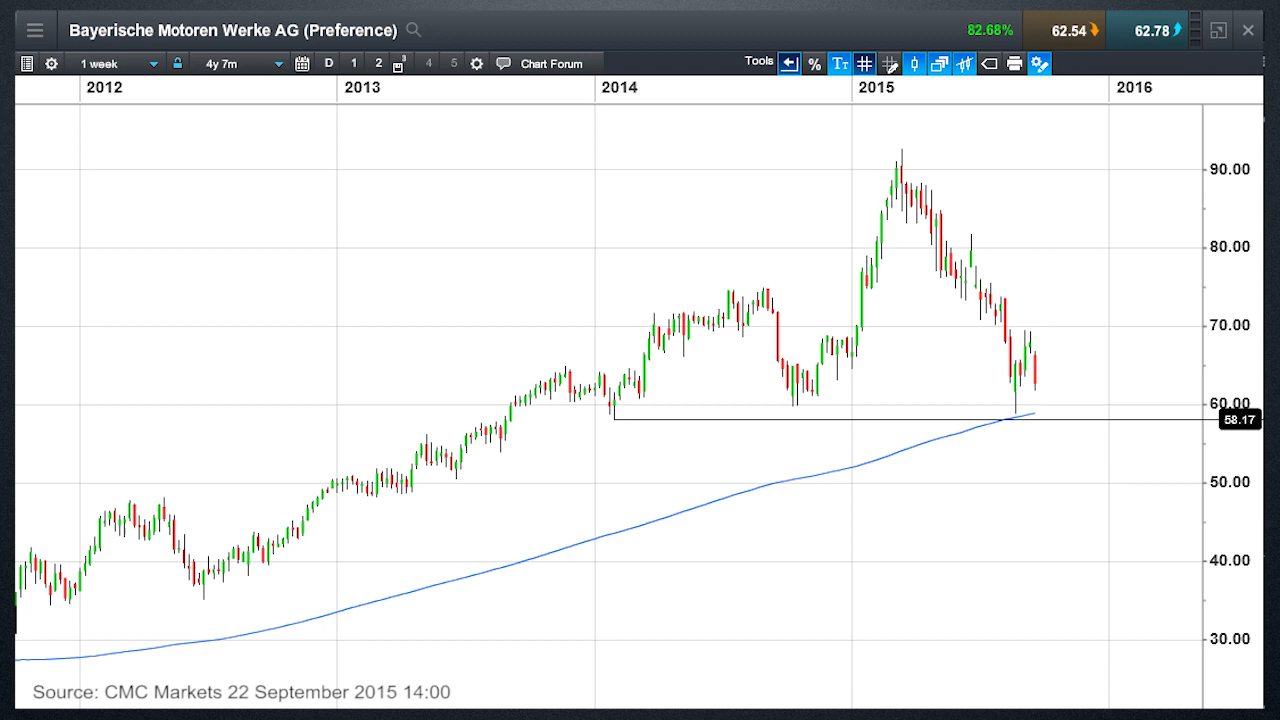 Bayerische Motoren Werke AG (Preference) 82.68% 62.54 62.78
1 week 4y 7m D 1 2 3 4 5 Chart Forum Tools % TT
2012 2013 2014 2015 2016
90.00
80.00
70.00
60.00
58.17
50.00
40.00
30.00
Source: CMC Markets 22 September 2015 14:00